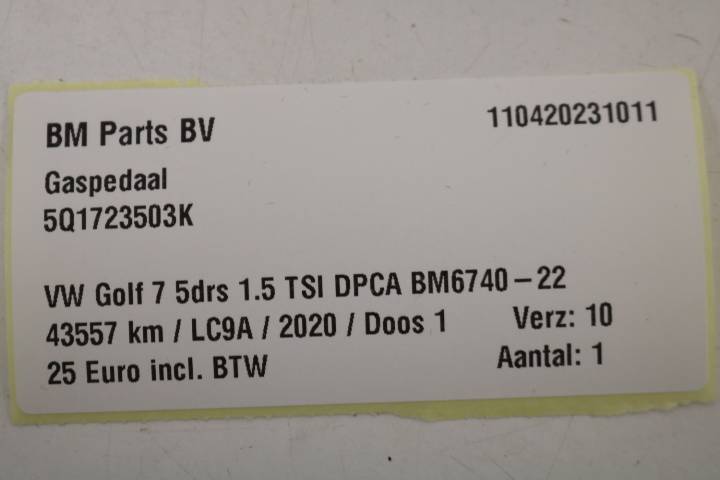 BM Parts BV 110420231011
Gaspedaal
5Q1723503K
VW Golf 7 5drs 1.5 TSI DPCA BM6740-22
43557 km / LC9A / 2020 / Doos 1 Verz: 10
25 Euro incl. BTW Aantal: 1